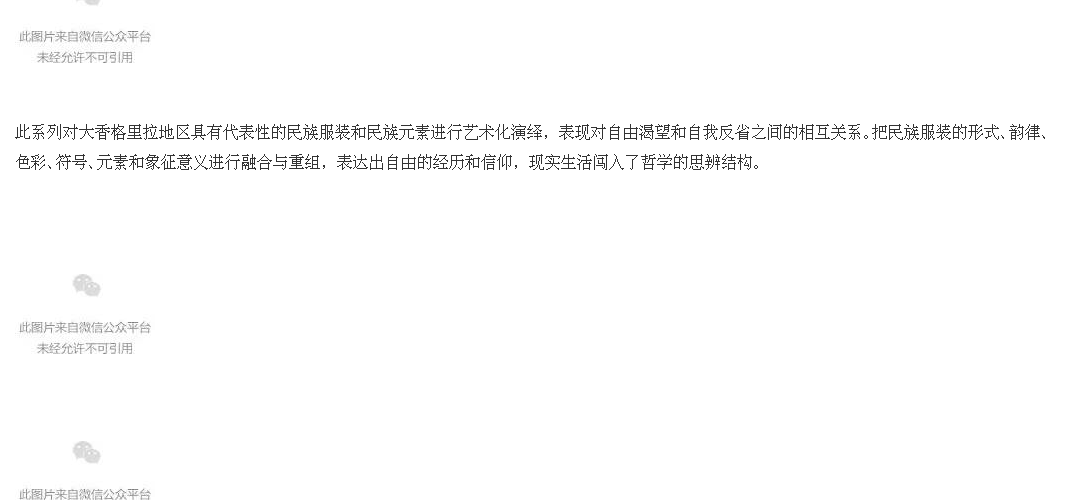 此图片来自微信公众平台
未经允许不可引用
此系列对大香格里拉地区具有代表性的民族服装和民族元素进行艺术化演绎，表现对自由渴望和自我反省之间的相互关系。把民族服装的形式、韵律、
色彩、符号、元素和象征意义进行融合与重组，表达出自由的经历和信仰，现实生活闯入了哲学的思辨结构。
此图片来自微信公众平台
未经允许不可引用
此图片来自微信公众平台